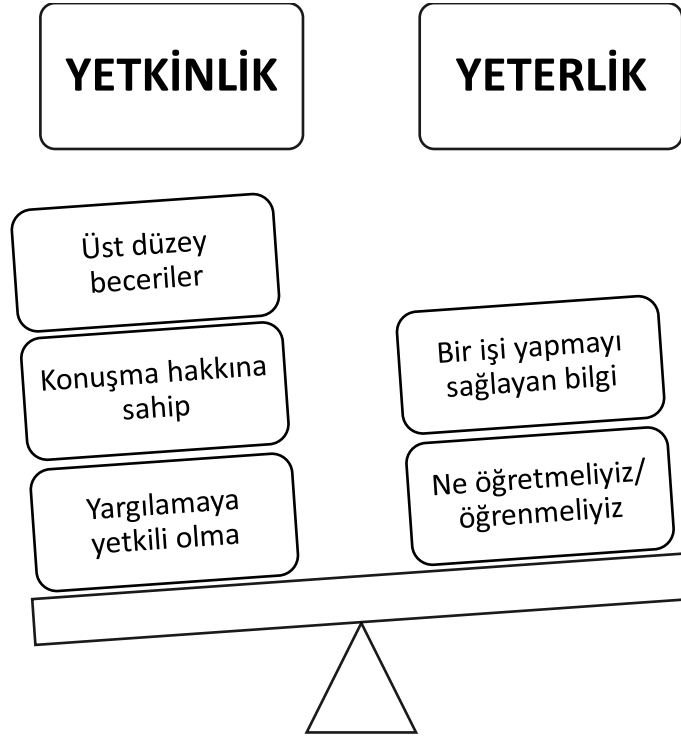 YETKİNLİK
YETERLİK
Üst düzey
beceriler
Konuşma hakkına
sahip
Yargılamaya
yetkili olma
Bir işi yapmayı
sağlayan bilgi
Ne öğretmeliyiz/
öğrenmeliyiz